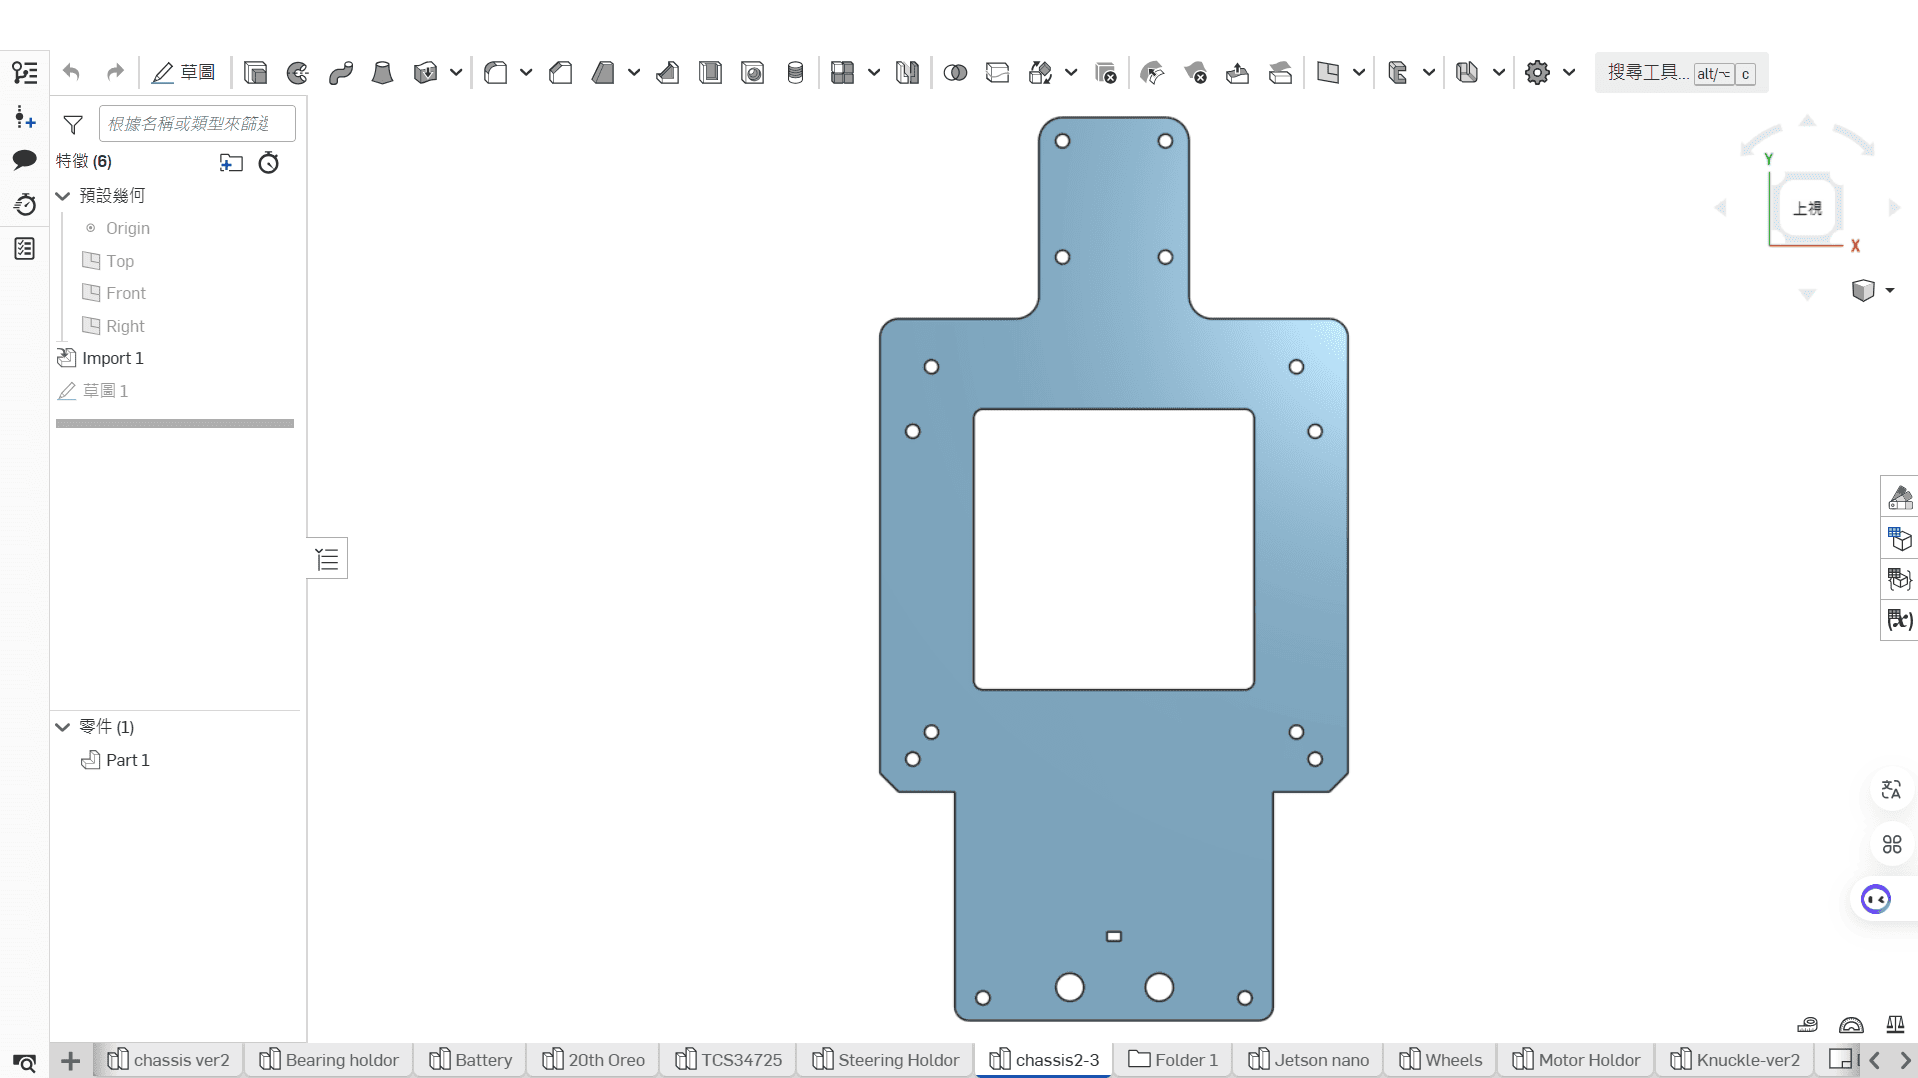 草圖
搜尋工具... alt/⌥ c
根據名稱或類型來篩選
特徵 (6)
預設幾何
Origin
Top
Front
Right
Import 1
草圖 1
零件 (1)
Part 1
Y
上視
X
chassis ver2
Bearing holdor
Battery
20th Oreo
TCS34725
Steering Holdor
chassis2-3
Folder 1
Jetson nano
Wheels
Motor Holdor
Knuckle-ver2